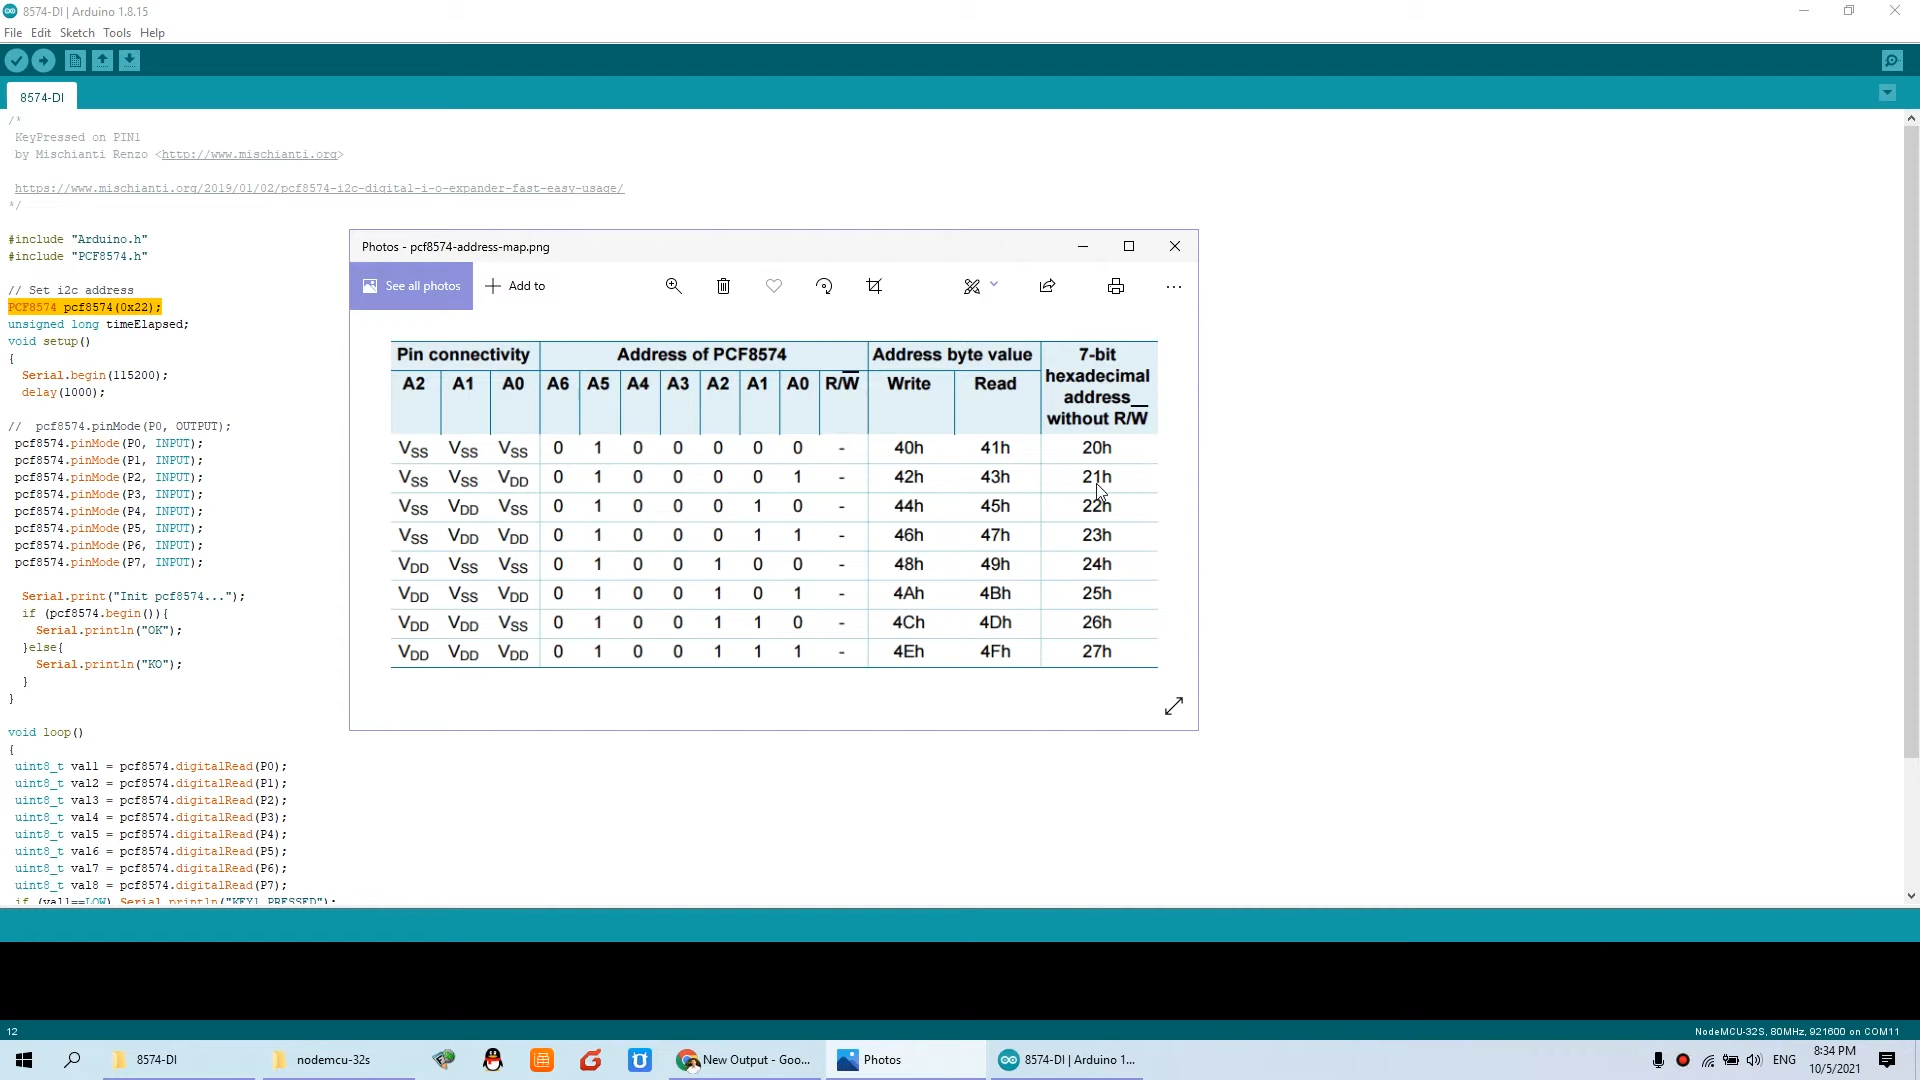 8574-DI | Arduino 1.8.15
File Edit Sketch Tools Help
8574-DI
/*
KeyPressed on PIN1
by Mischianti Renzo <http://www.mischianti.org>
https://www.mischianti.org/2019/01/02/pcf8574-i2c-digital-i-o-expander-fast-easy-usage/
*/
#include "Arduino.h"
#include "PCF8574.h"
// Set i2c address
PCF8574 pcf8574(0x22);
unsigned long timeElapsed;
void setup()
{
Serial.begin(115200);
delay(1000);
//  pcf8574.pinMode(P0, OUTPUT);
pcf8574.pinMode(P0, INPUT);
pcf8574.pinMode(P1, INPUT);
pcf8574.pinMode(P2, INPUT);
pcf8574.pinMode(P3, INPUT);
pcf8574.pinMode(P4, INPUT);
pcf8574.pinMode(P5, INPUT);
pcf8574.pinMode(P6, INPUT);
pcf8574.pinMode(P7, INPUT);
Serial.print("Init pcf8574...");
if (pcf8574.begin()){
Serial.println("OK");
}else{
Serial.println("KO");
}
}
void loop()
{
uint8_t val1 = pcf8574.digitalRead(P0);
uint8_t val2 = pcf8574.digitalRead(P1);
uint8_t val3 = pcf8574.digitalRead(P2);
uint8_t val4 = pcf8574.digitalRead(P3);
uint8_t val5 = pcf8574.digitalRead(P4);
uint8_t val6 = pcf8574.digitalRead(P5);
uint8_t val7 = pcf8574.digitalRead(P6);
uint8_t val8 = pcf8574.digitalRead(P7);
if (val1==LOW) Serial.println("KEY1 PRESSED");
Photos - pcf8574-address-map.png
See all photos Add to
Pin connectivity Address of PCF8574 Address byte value 7-bit hexadecimal address without R/W
A2 A1 A0 A6 A5 A4 A3 A2 A1 A0 R/W Write Read
VSS VSS VSS 0 1 0 0 0 0 0 - 40h 41h 20h
VSS VSS VDD 0 1 0 0 0 0 1 - 42h 43h 21h
VSS VDD VSS 0 1 0 0 0 1 0 - 44h 45h 22h
VSS VDD VDD 0 1 0 0 0 1 1 - 46h 47h 23h
VDD VSS VSS 0 1 0 0 1 0 0 - 48h 49h 24h
VDD VSS VDD 0 1 0 0 1 0 1 - 4Ah 4Bh 25h
VDD VDD VSS 0 1 0 0 1 1 0 - 4Ch 4Dh 26h
VDD VDD VDD 0 1 0 0 1 1 1 - 4Eh 4Fh 27h
12 NodeMCU-32S, 80MHz, 921600 on COM11
8574-DI nodemcu-32s New Output - Goo... Photos 8574-DI | Arduino 1... ENG 8:34 PM
10/5/2021